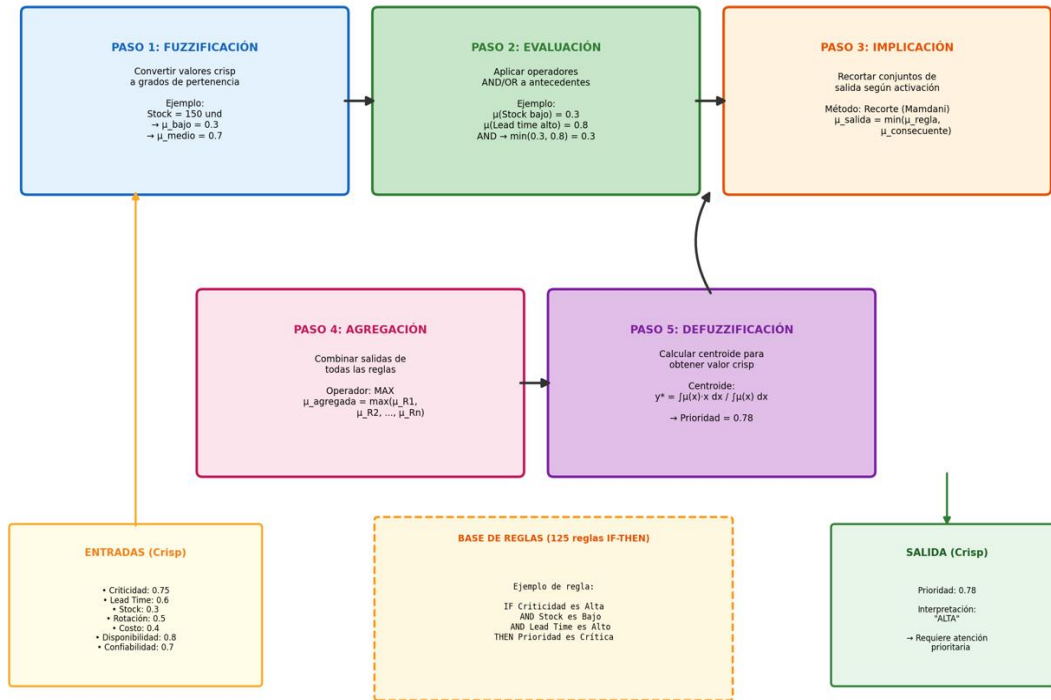 PASO 1: FUZZIFICACIÓN
Convertir valores crisp
a grados de pertenencia
Ejemplo:
Stock = 150 und
→ μ_bajo = 0.3
→ μ_medio = 0.7
PASO 2: EVALUACIÓN
Aplicar operadores
AND/OR a antecedentes
Ejemplo:
μ(Stock bajo) = 0.3
μ(Lead time alto) = 0.8
AND → min(0.3, 0.8) = 0.3
PASO 3: IMPLICACIÓN
Recortar conjuntos de
salida según activación
Método: Recorte (Mamdani)
μ_salida = min(μ_regla,
μ_consecuente)
PASO 4: AGREGACIÓN
Combinar salidas de
todas las reglas
Operador: MAX
μ_agregada = max(μ_R1,
μ_R2, ..., μ_Rn)
PASO 5: DEFUZZIFICACIÓN
Calcular centroide para
obtener valor crisp
Centroide:
y* = ∫μ(x)·x dx / ∫μ(x) dx
→ Prioridad = 0.78
ENTRADAS (Crisp)
• Criticidad: 0.75
• Lead Time: 0.6
• Stock: 0.3
• Rotación: 0.5
• Costo: 0.4
• Disponibilidad: 0.8
• Confiabilidad: 0.7
BASE DE REGLAS (125 reglas IF-THEN)
Ejemplo de regla:
IF Criticidad es Alta
AND Stock es Bajo
AND Lead Time es Alto
THEN Prioridad es Crítica
SALIDA (Crisp)
Prioridad: 0.78
Interpretación:
"ALTA"
→ Requiere atención
prioritaria